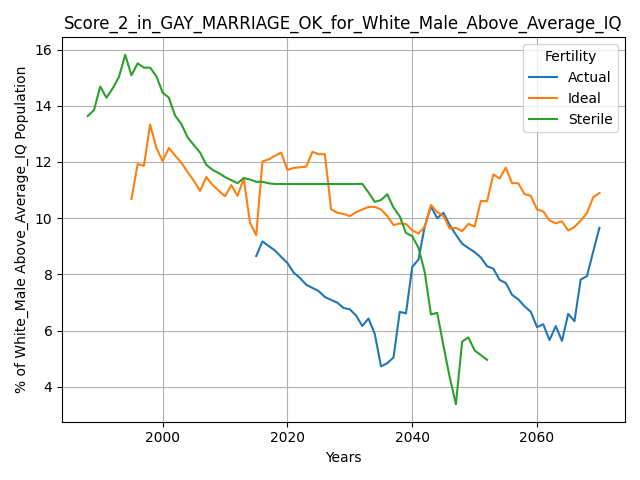 Score_2_in_GAY_MARRIAGE_OK_for_White_Male_Above_Average_IQ
% of White_Male Above_Average_IQ Population
16
14
12
10
8
6
4
Fertility
Actual
Ideal
Sterile
2000
2020
2040
2060
Years